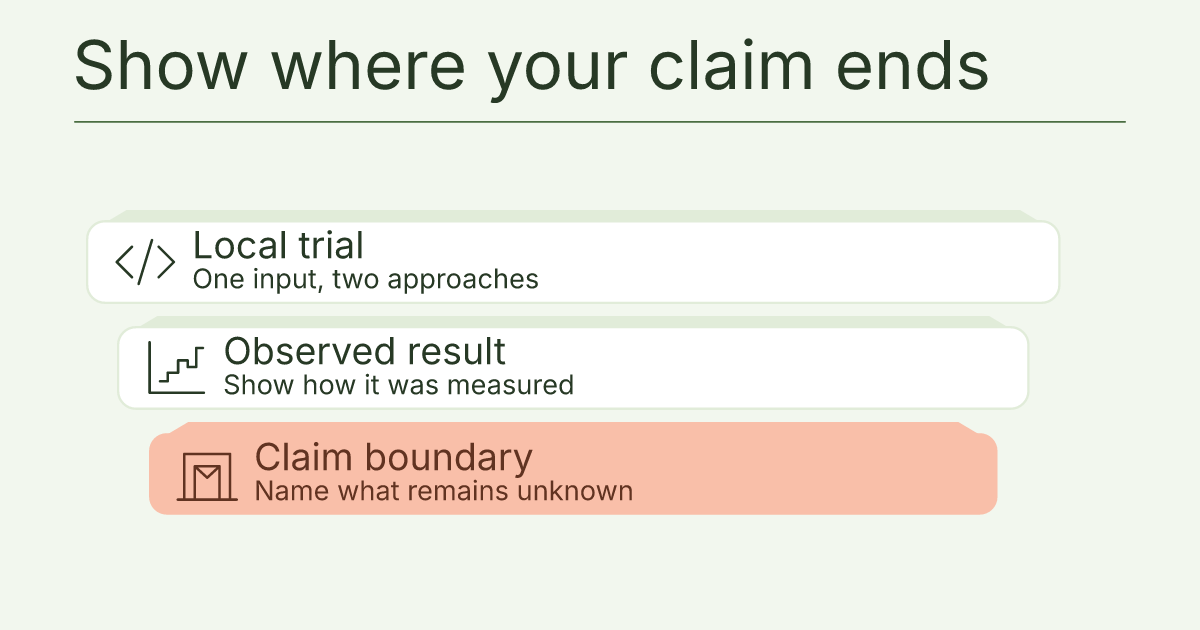 Show where your claim ends
Local trial
One input, two approaches
Observed result
Show how it was measured
Claim boundary
Name what remains unknown